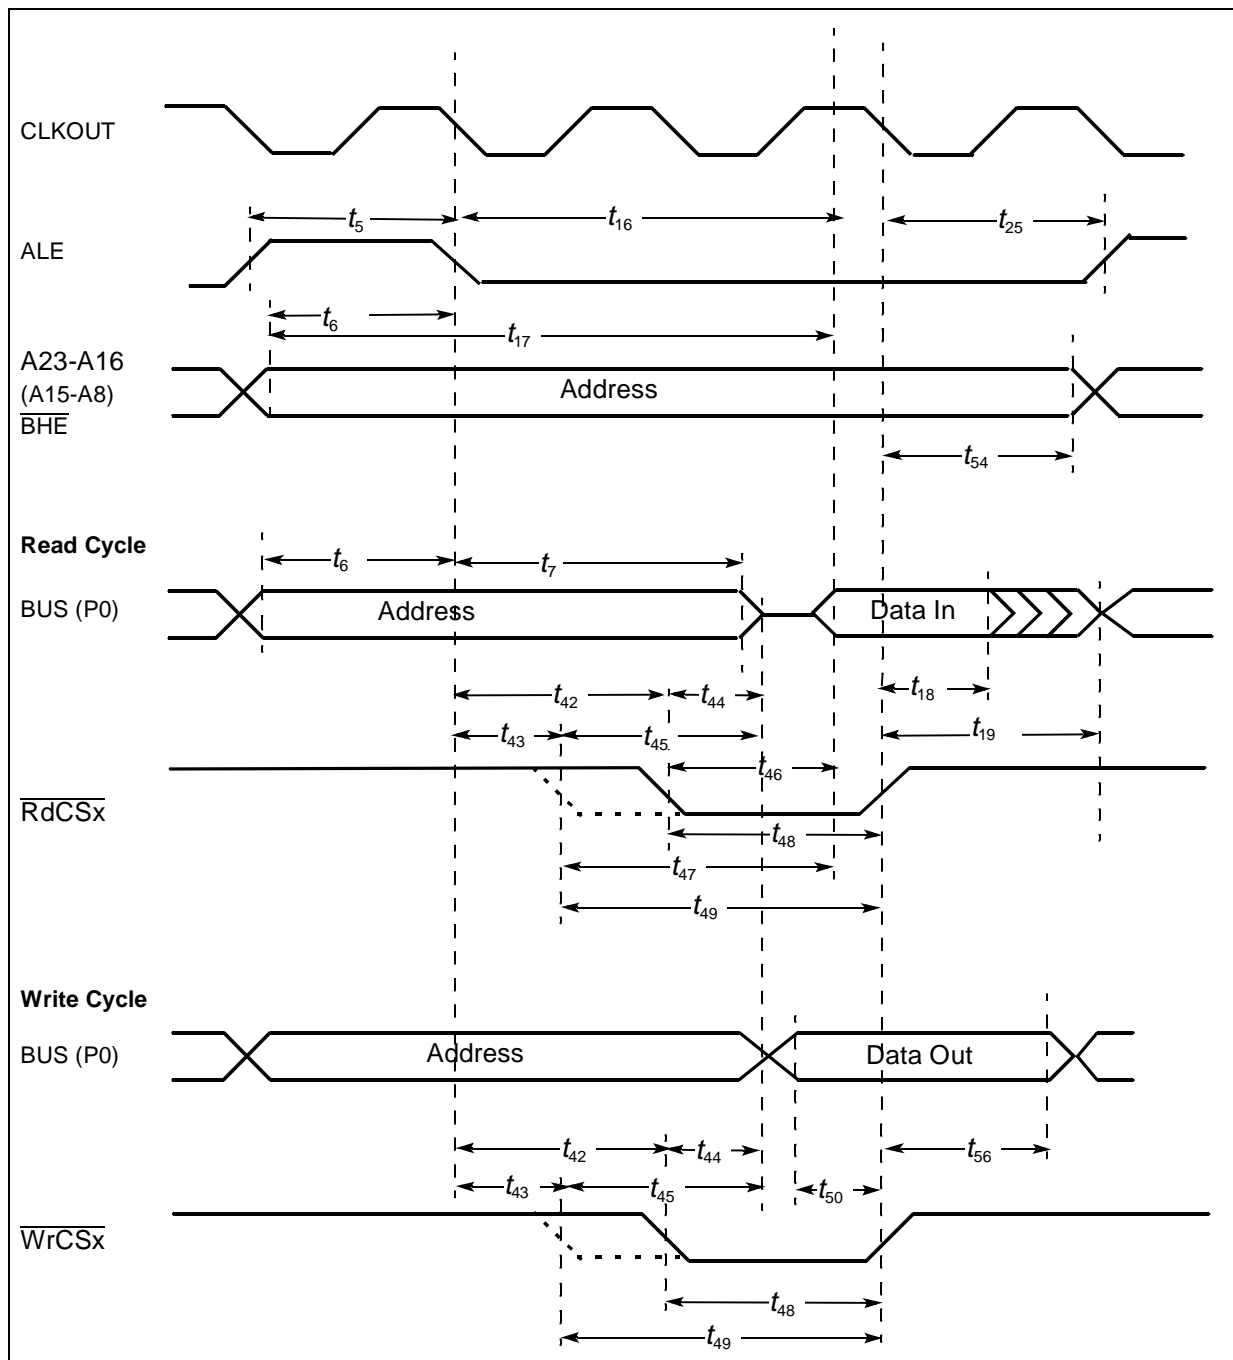 CLKOUT
t5
t16
t25
ALE
t6
t17
A23-A16
(A15-A8)
BHE
Address
t54
Read Cycle
t6
t7
BUS (P0)
Address
Data In
t42
t44
t18
t43
t45
t19
t46
RdCSx
t48
t47
t49
Write Cycle
BUS (P0)
Address
Data Out
t42
t44
t56
t43
t45
t50
WrCSx
t48
t49